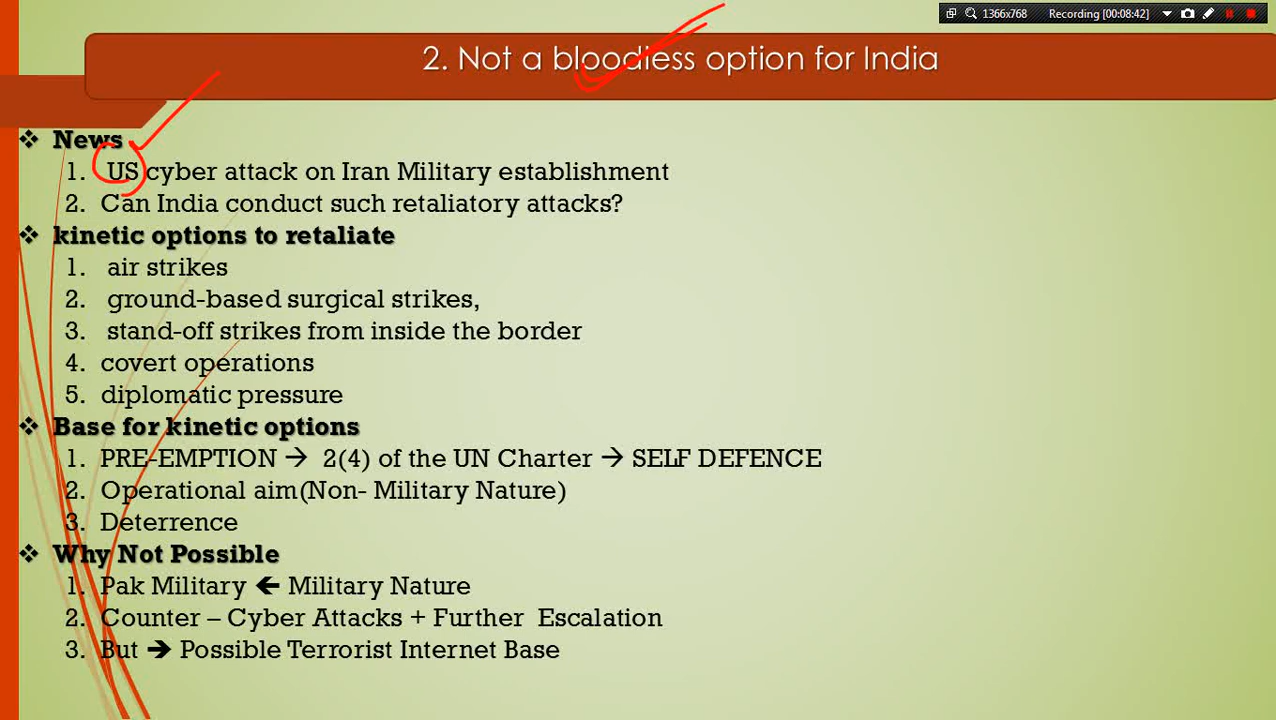 1366x768 Recording [00:08:42]
2. Not a bloodless option for India
❖ News
1. US cyber attack on Iran Military establishment
2. Can India conduct such retaliatory attacks?
❖ kinetic options to retaliate
1. air strikes
2. ground-based surgical strikes,
3. stand-off strikes from inside the border
4. covert operations
5. diplomatic pressure
❖ Base for kinetic options
1. PRE-EMPTION → 2(4) of the UN Charter → SELF DEFENCE
2. Operational aim(Non- Military Nature)
3. Deterrence
❖ Why Not Possible
1. Pak Military 🡸 Military Nature
2. Counter – Cyber Attacks + Further Escalation
3. But ➔ Possible Terrorist Internet Base